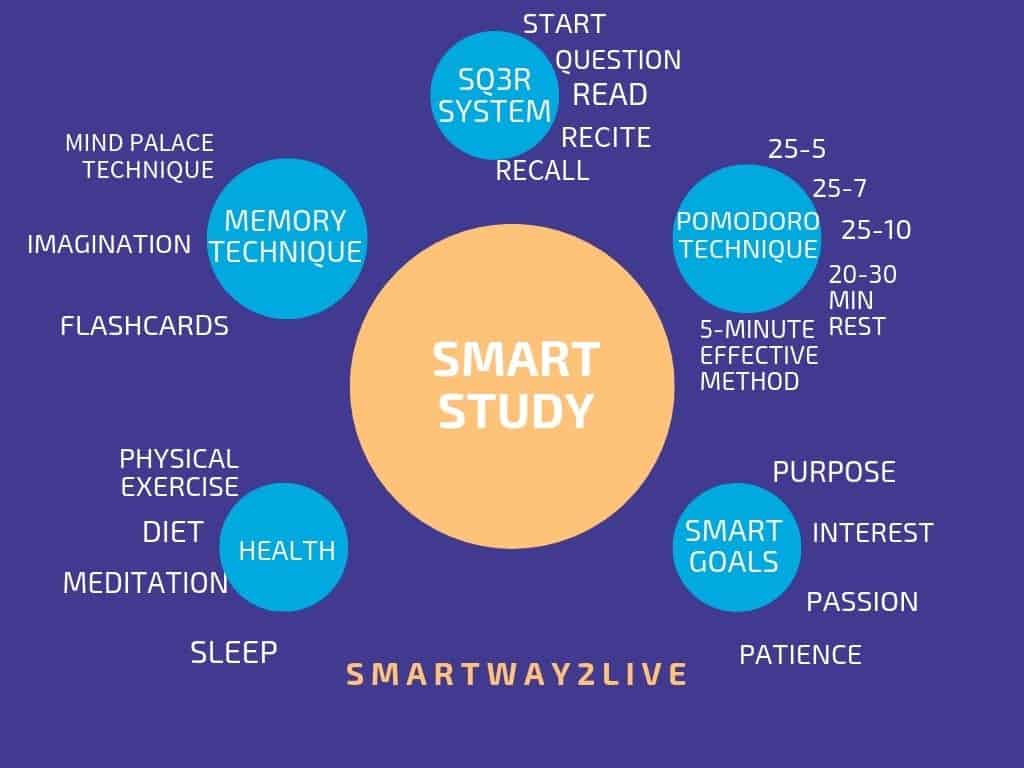 START
QUESTION
READ
RECITE
RECALL
SQ3R
SYSTEM
MIND PALACE
TECHNIQUE
IMAGINATION
FLASHCARDS
MEMORY
TECHNIQUE
25-5
25-7
25-10
20-30
MIN
REST
5-MINUTE
EFFECTIVE
METHOD
POMODORO
TECHNIQUE
SMART
STUDY
PHYSICAL
EXERCISE
DIET
MEDITATION
SLEEP
HEALTH
PURPOSE
INTEREST
PASSION
PATIENCE
SMART
GOALS
SMARTWAY2LIVE